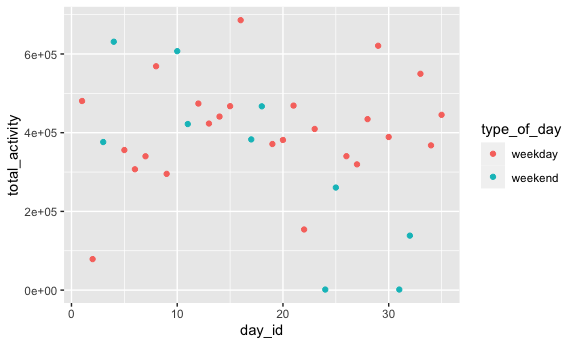 6e+05
4e+05
2e+05
0e+00
total_activity
0
10
20
30
day_id
type_of_day
weekday
weekend